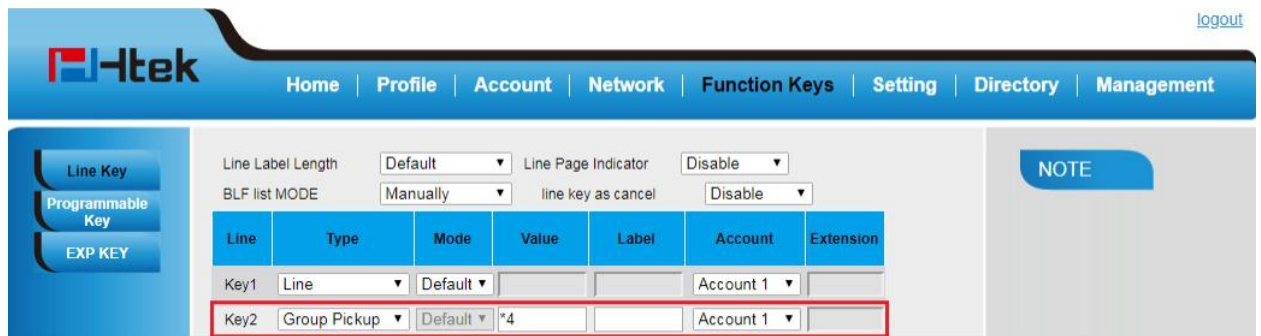 logout
Htek
Home Profile Account Network Function Keys Setting Directory Management
Line Key
Programmable
Key
EXP KEY
Line Label Length Default Line Page Indicator Disable
BLF list MODE Manually line key as cancel Disable
NOTE
Line Type Mode Value Label Account Extension
Key1 Line Default Account 1
Key2 Group Pickup Default *4 Account 1